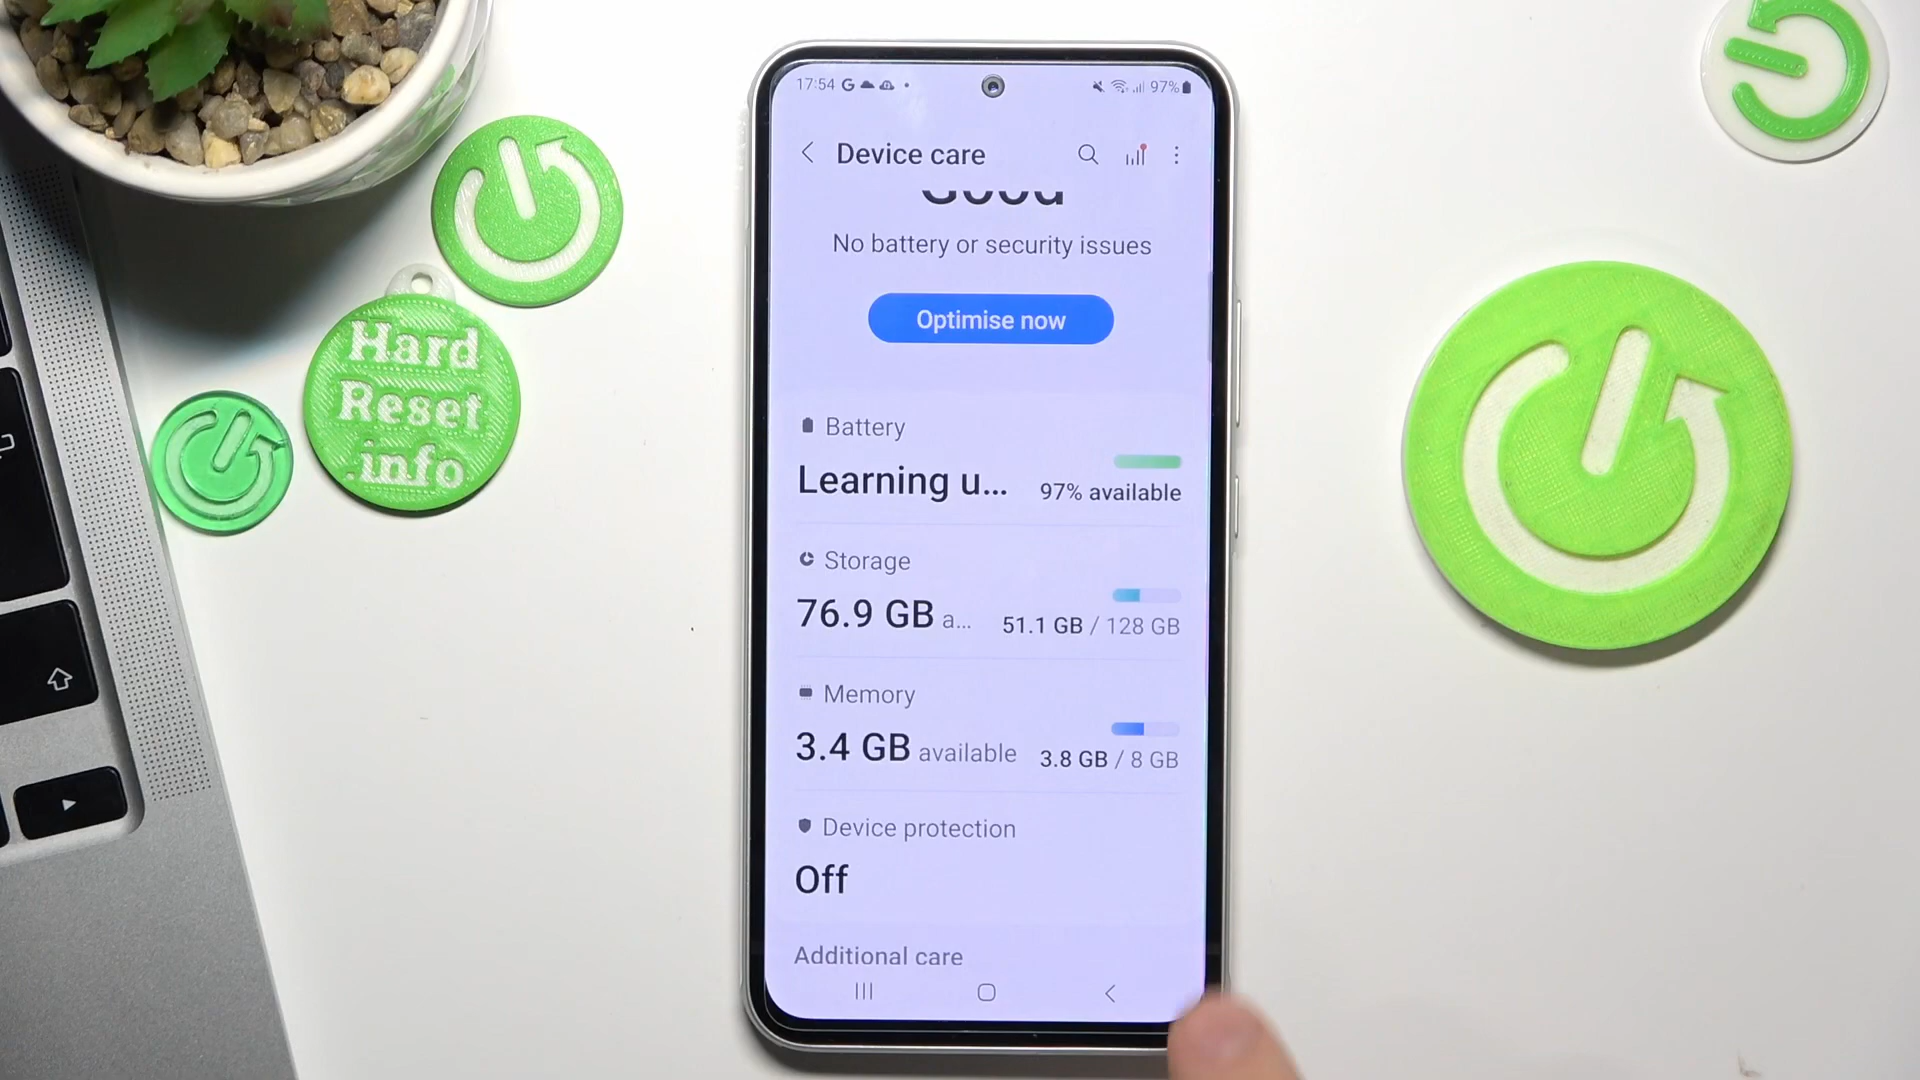 17:54
97%
Device care
Good
No battery or security issues
Optimise now
Battery
Learning u...
97% available
Storage
76.9 GB a...
51.1 GB / 128 GB
Memory
3.4 GB available
3.8 GB / 8 GB
Device protection
Off
Additional care
Hard
Reset
.info